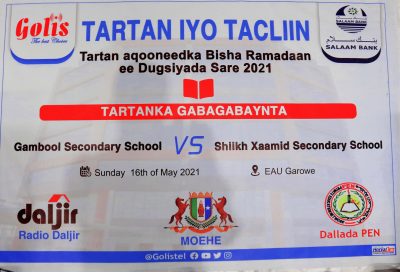 Golis
The best Choice
TARTAN IYO TACLIIN
SALAAM BANK
Tartan aqooneedka Bisha Ramadaan
ee Dugsiyada Sare 2021
TARTANKA GABAGABAYNTA
Gambool Secondary School VS Shiikh Xaamid Secondary School
Sunday 16th of May 2021
EAU Garowe
daljir
Radio Daljir
MOEHE
PEN
Dallada PEN
@Golistel